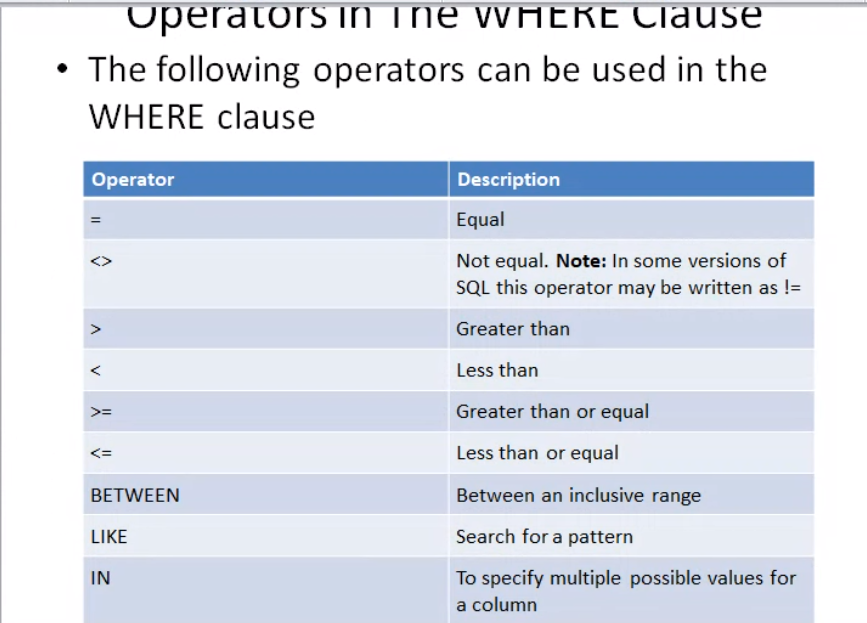 Operators in The WHERE Clause
• The following operators can be used in the
WHERE clause
Operator Description
= Equal
<> Not equal. Note: In some versions of
SQL this operator may be written as !=
> Greater than
< Less than
>= Greater than or equal
<= Less than or equal
BETWEEN Between an inclusive range
LIKE Search for a pattern
IN To specify multiple possible values for
a column